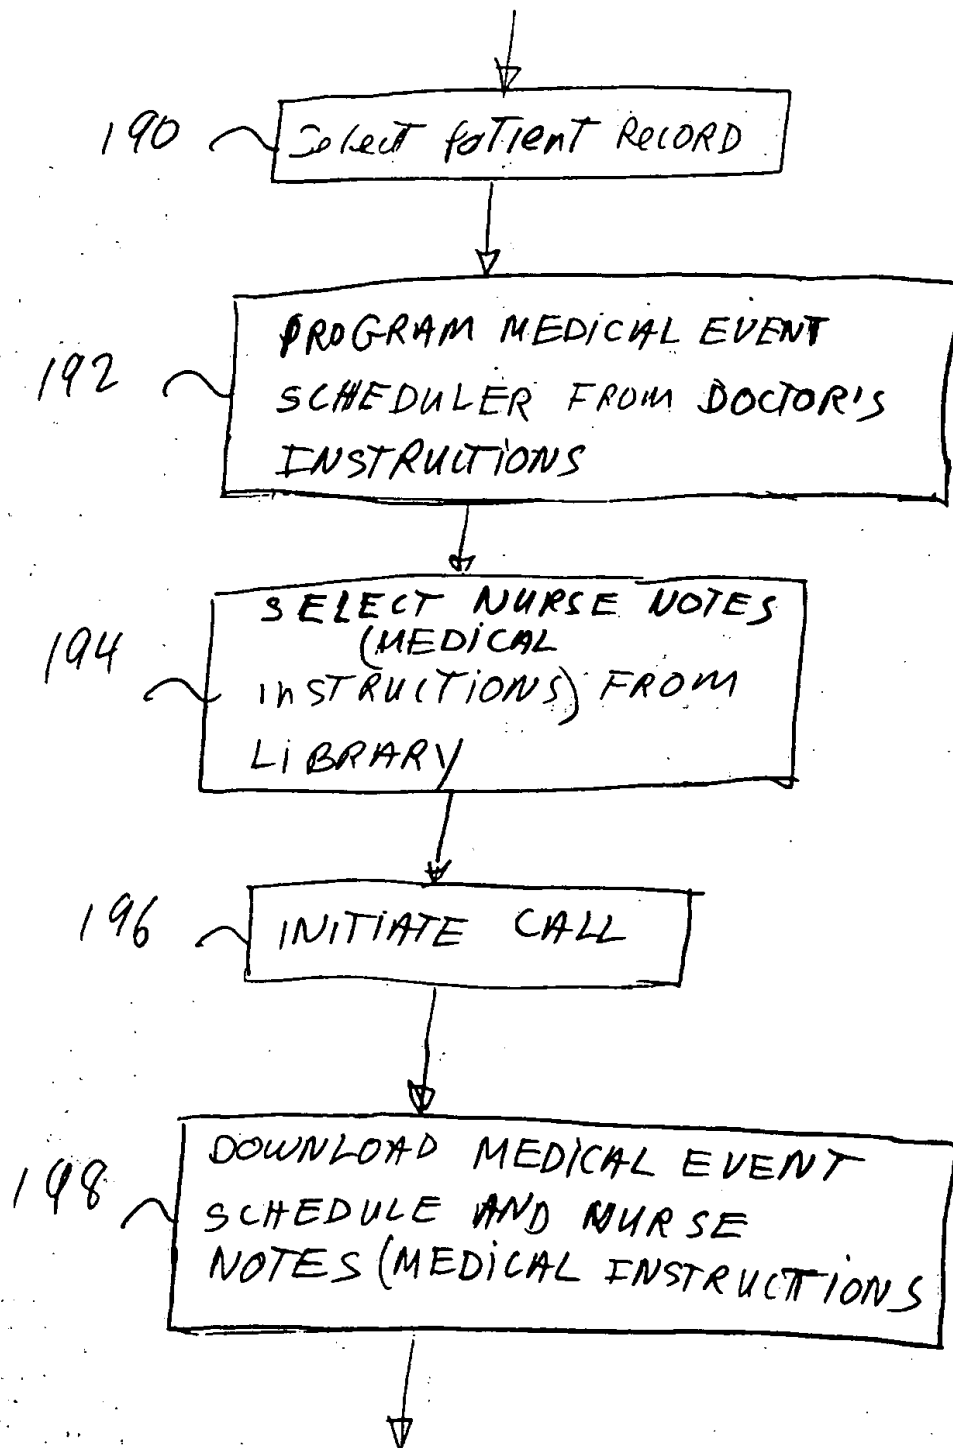 190
Select patient RECORD
192
PROGRAM MEDICAL EVENT
SCHEDULER FROM DOCTOR'S
INSTRUCTIONS
194
SELECT NURSE NOTES
(MEDICAL
INSTRUCTIONS) FROM
LIBRARY
196
INITIATE CALL
198
DOWNLOAD MEDICAL EVENT
SCHEDULE AND NURSE
NOTES (MEDICAL INSTRUCTIONS